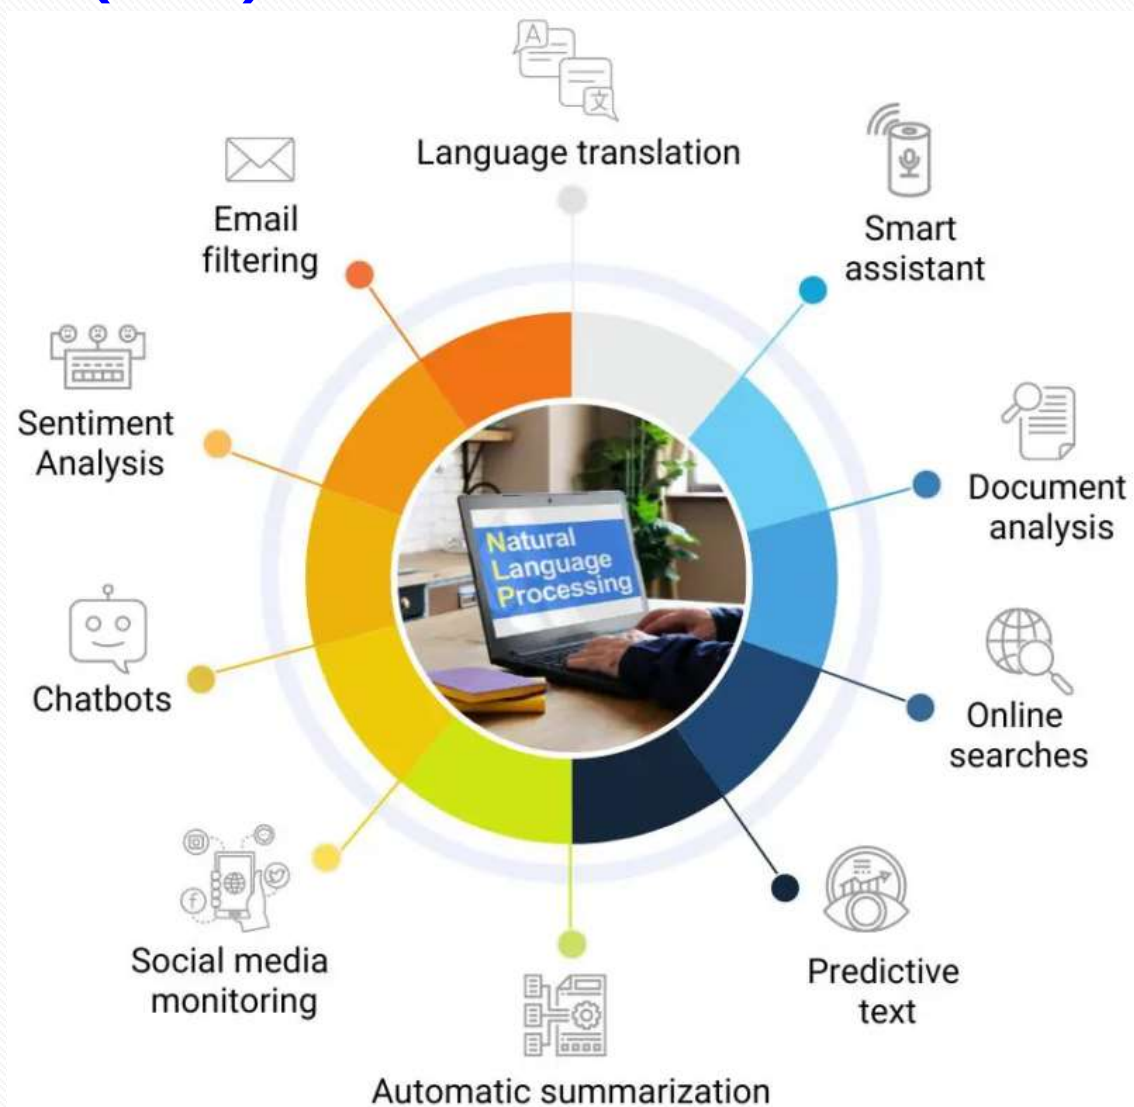 Language translation
Smart
assistant
Document
analysis
Online
searches
Predictive
text
Automatic summarization
Social media
monitoring
Chatbots
Sentiment
Analysis
Email
filtering
Natural
Language
Processing
A
文
f